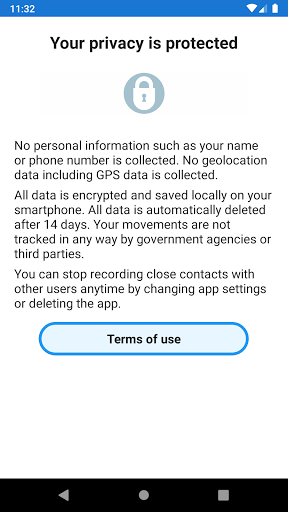 11:32
Your privacy is protected
No personal information such as your name
or phone number is collected. No geolocation
data including GPS data is collected.
All data is encrypted and saved locally on your
smartphone. All data is automatically deleted
after 14 days. Your movements are not
tracked in any way by government agencies or
third parties.
You can stop recording close contacts with
other users anytime by changing app settings
or deleting the app.
Terms of use